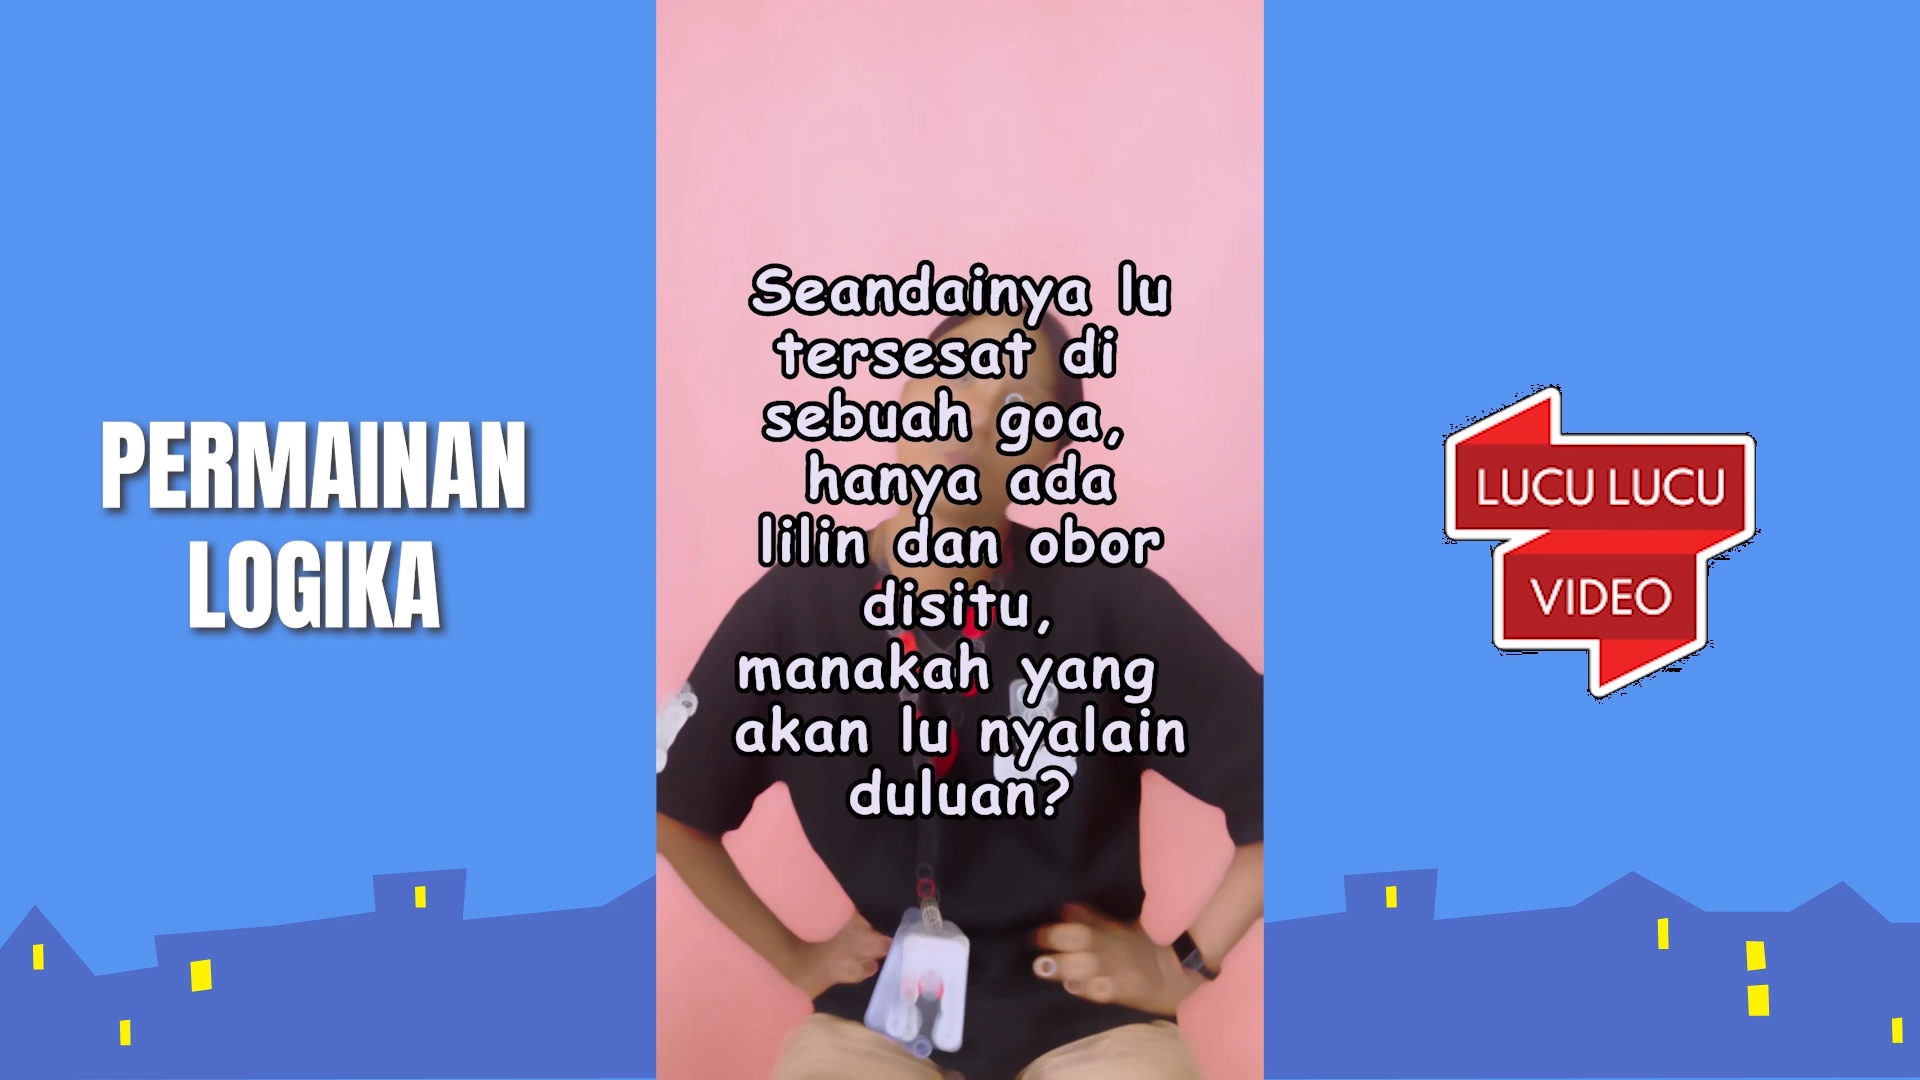 PERMAINAN
LOGIKA
Seandainya lu
tersesat di
sebuah goa,
hanya ada
lilin dan obor
disitu,
manakah yang
akan lu nyalain
duluan?
LUCU LUCU
VIDEO